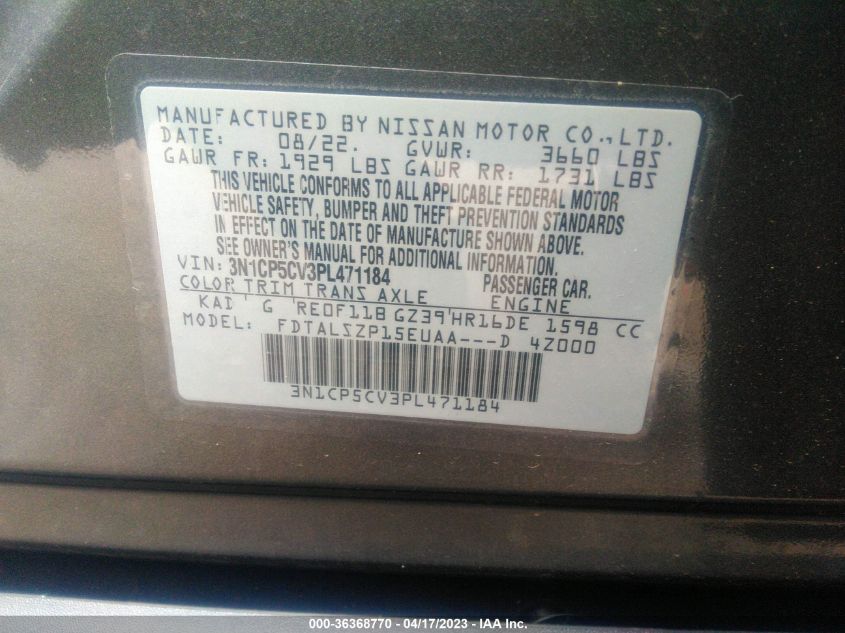 MANUFACTURED BY NISSAN MOTOR CO.,LTD.
DATE: 08/22. GVWR: 3660 LBS
GAWR FR: 1929 LBS GAWR RR: 1731 LBS
THIS VEHICLE CONFORMS TO ALL APPLICABLE FEDERAL MOTOR
VEHICLE SAFETY, BUMPER AND THEFT PREVENTION STANDARDS
IN EFFECT ON THE DATE OF MANUFACTURE SHOWN ABOVE.
SEE OWNER'S MANUAL FOR ADDITIONAL INFORMATION.
VIN: 3N1CP5CV3PL471184 PASSENGER CAR.
COLOR TRIM TRANS AXLE ENGINE
KAD G RE0F11B GZ39 HR16DE 1598 CC
MODEL: FDTALSZP15EUAA---D 4Z000
3N1CP5CV3PL471184
000-36368770 - 04/17/2023 - IAA Inc.